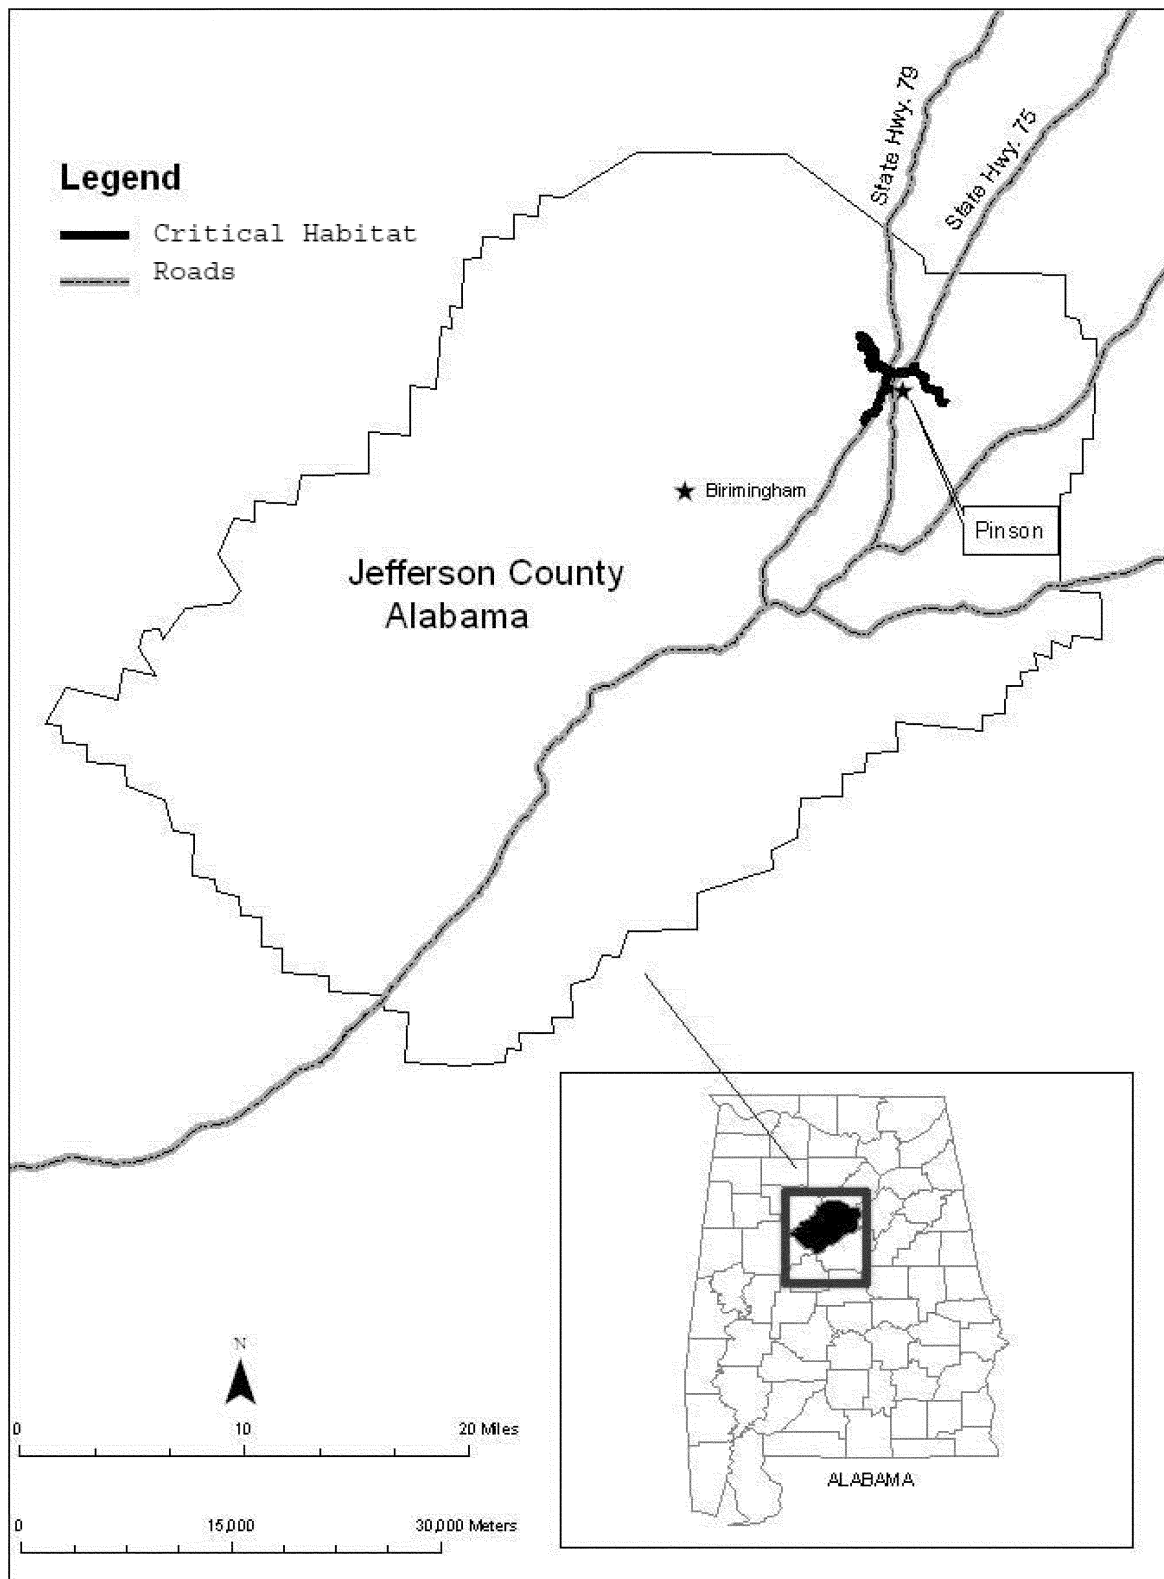 State Hwy. 79
State Hwy. 75
Legend
Critical Habitat
Roads
Birimingham
Pinson
Jefferson County
Alabama
N
0 10 20 Miles
0 15,000 30,000 Meters
ALABAMA